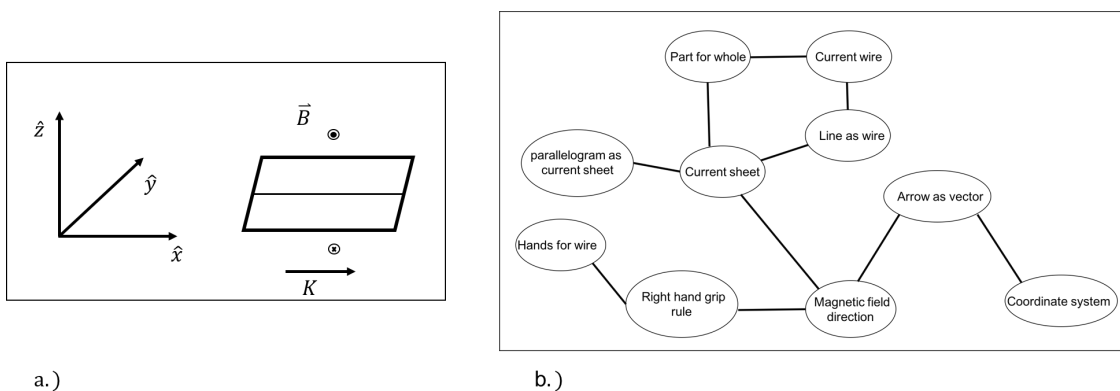 ẑ
ŷ
x̂
B⃗
K⃗
a.)
Part for whole
Current wire
Line as wire
parallelogram as
current sheet
Current sheet
Arrow as vector
Hands for wire
Right hand grip
rule
Magnetic field
direction
Coordinate system
b.)